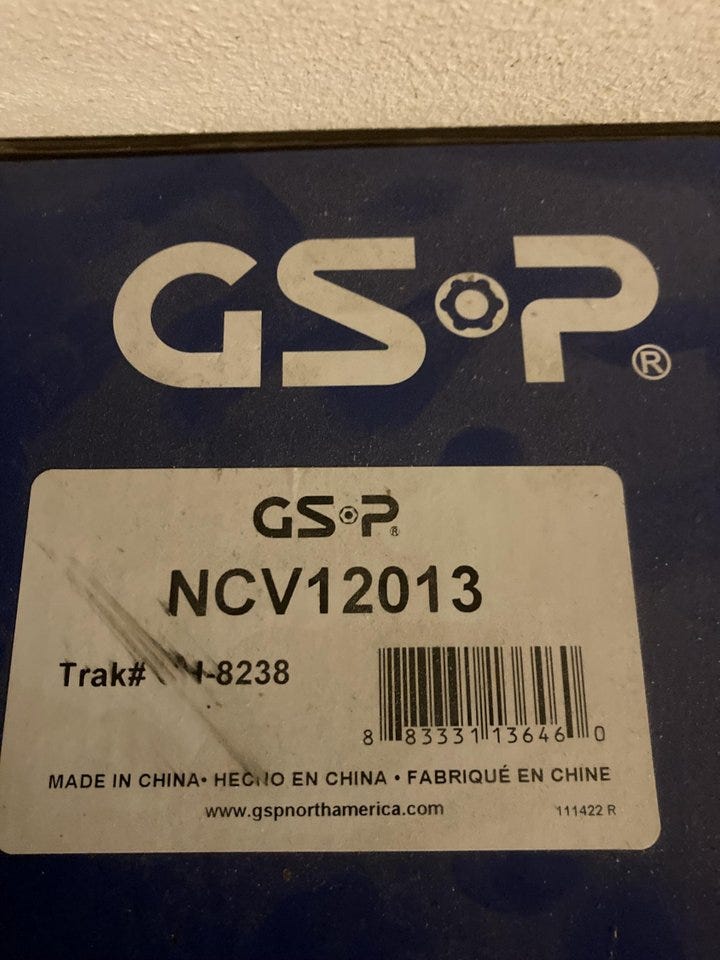 GSP®
GSP®
NCV12013
Trak# -8238
8 83331 13646 0
MADE IN CHINA • HECHO EN CHINA • FABRIQUÉ EN CHINE
www.gspnorthamerica.com
111422 R